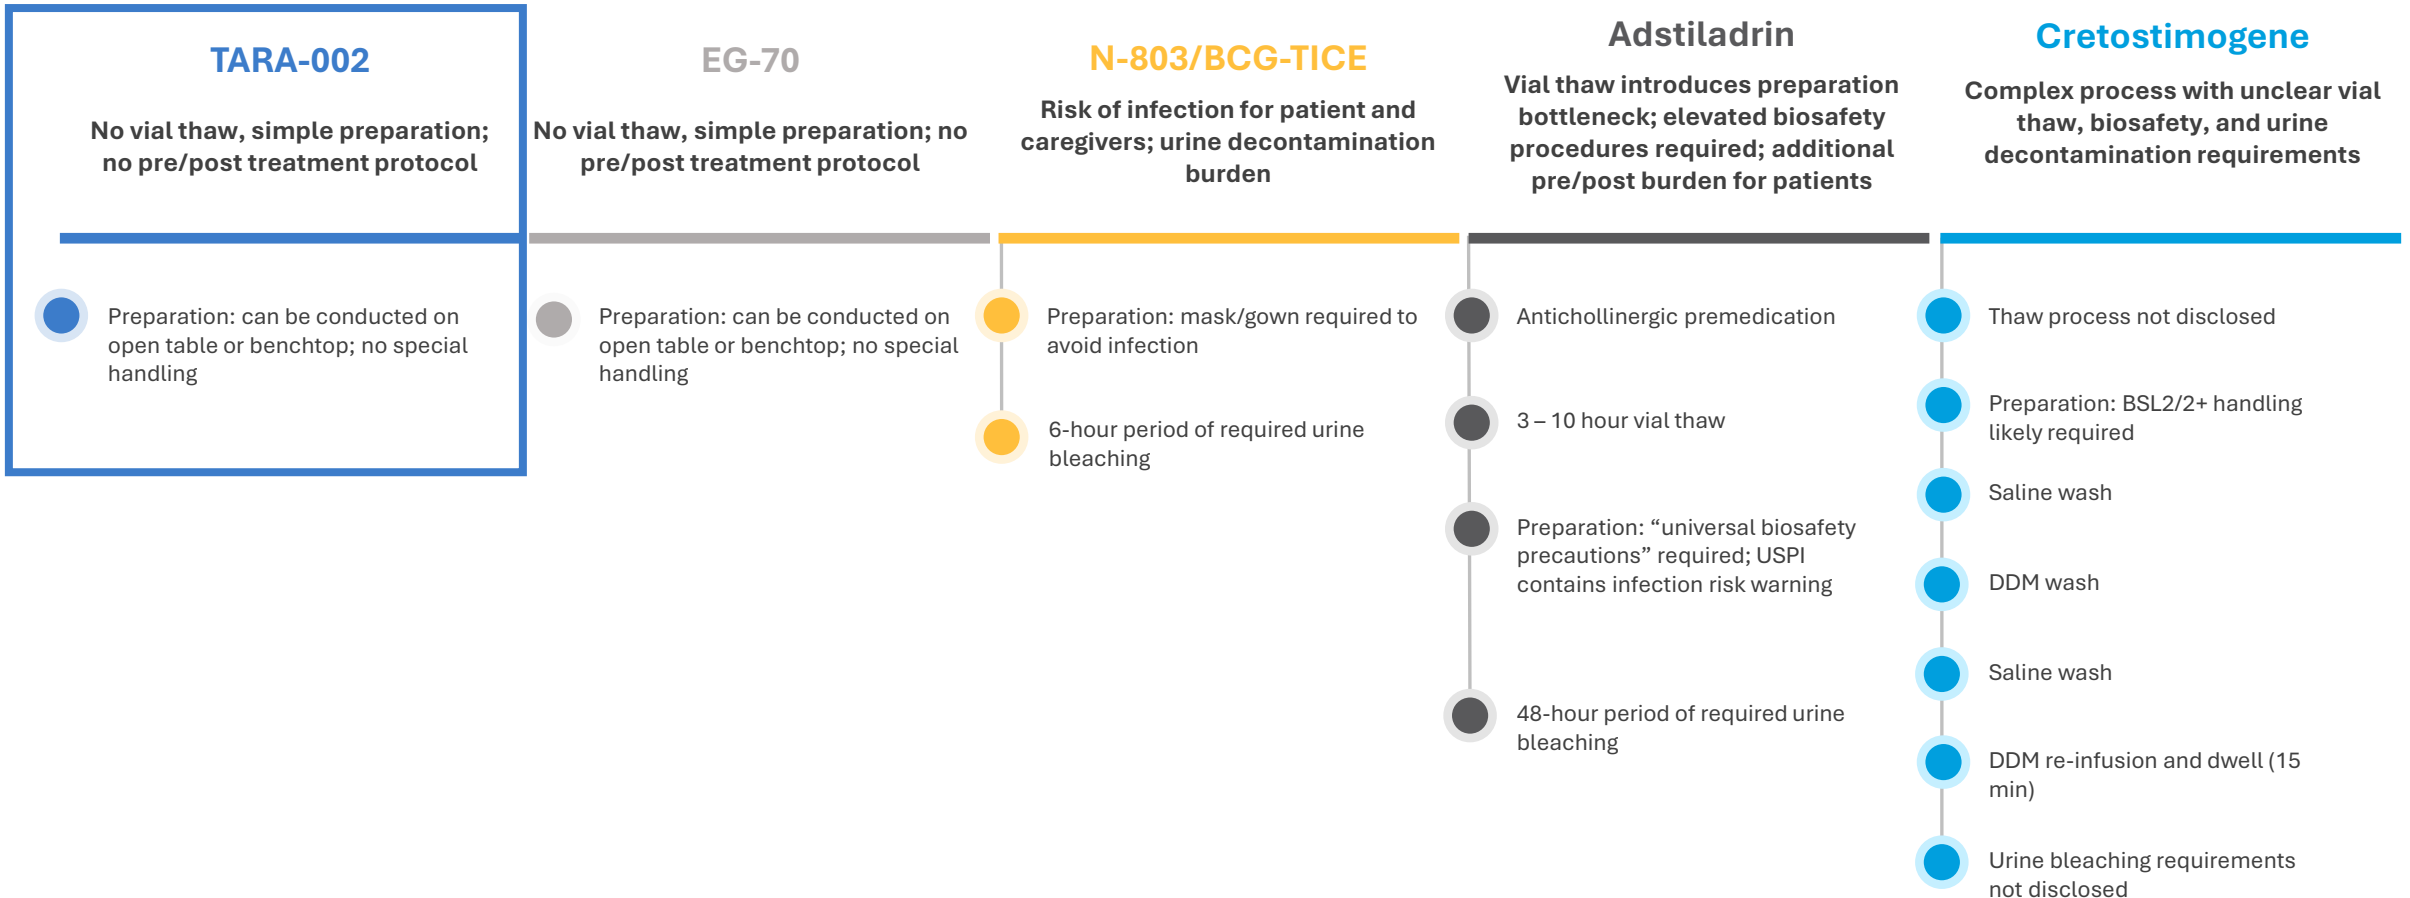 TARA-002
No vial thaw, simple preparation;
no pre/post treatment protocol
Preparation: can be conducted on
open table or benchtop; no special
handling
EG-70
No vial thaw, simple preparation; no
pre/post treatment protocol
Preparation: can be conducted on
open table or benchtop; no special
handling
N-803/BCG-TICE
Risk of infection for patient and
caregivers; urine decontamination
burden
Preparation: mask/gown required to
avoid infection
6-hour period of required urine
bleaching
Adstiladrin
Vial thaw introduces preparation
bottleneck; elevated biosafety
procedures required; additional
pre/post burden for patients
Antichollinergic premedication
3 – 10 hour vial thaw
Preparation: “universal biosafety
precautions” required; USPI
contains infection risk warning
48-hour period of required urine
bleaching
Cretostimogene
Complex process with unclear vial
thaw, biosafety, and urine
decontamination requirements
Thaw process not disclosed
Preparation: BSL2/2+ handling
likely required
Saline wash
DDM wash
Saline wash
DDM re-infusion and dwell (15
min)
Urine bleaching requirements
not disclosed